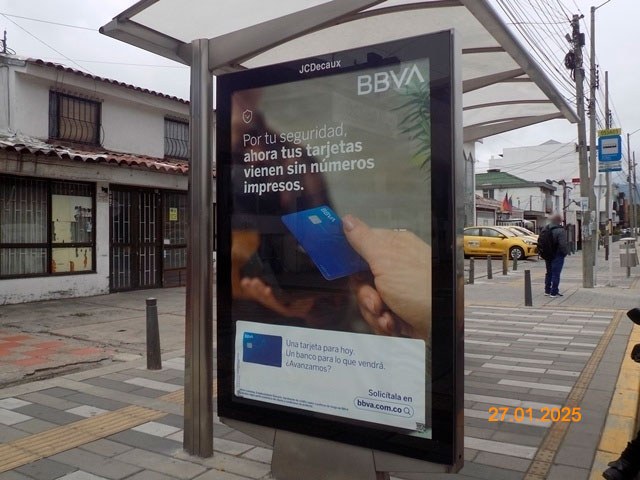 JCDecaux
BBVA
Por tu seguridad,
ahora tus tarjetas
vienen sin números
impresos.
BBVA
Una tarjeta para hoy.
Un banco para lo que vendrá.
¿Avanzamos?
Solicítala en
bbva.com.co
27.01.2025